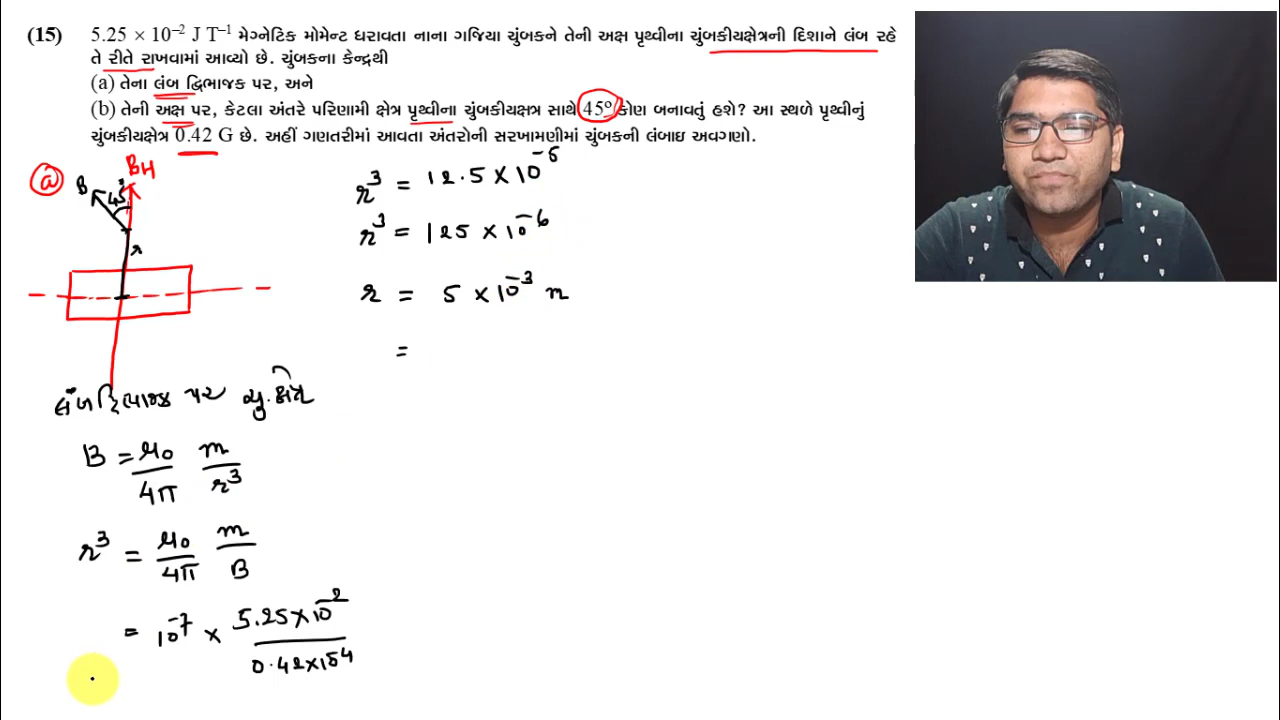 (15) 5.25 × 10⁻² J T⁻¹ મેગ્નેટિક મોમેન્ટ ધરાવતા નાના ગજિયા ચુંબકને તેની અક્ષ પૃથ્વીના ચુંબકીયક્ષેત્રની દિશાને લંબ રહે
તે રીતે રાખવામાં આવ્યો છે. ચુંબકના કેન્દ્રથી
(a) તેના લંબ દ્વિભાજક પર, અને
(b) તેની અક્ષ પર, કેટલા અંતરે પરિણામી ક્ષેત્ર પૃથ્વીના ચુંબકીયક્ષત્ર સાથે 45º કોણ બનાવતું હશે? આ સ્થળે પૃથ્વીનું
ચુંબકીયક્ષેત્ર 0.42 G છે. અહીં ગણતરીમાં આવતા અંતરોની સરખામણીમાં ચુંબકની લંબાઇ અવગણો.
(a)
BH
B
45°
r
લંબદ્વિભાજક પર ચુ.ક્ષેત્ર
B = μ₀/4π m/r³
r³ = μ₀/4π m/B
= 10⁻⁷ × 5.25×10⁻²/0.42×10⁻⁴
r³ = 12.5 × 10⁻⁵
r³ = 125 × 10⁻⁶
r = 5 × 10⁻³ m
=